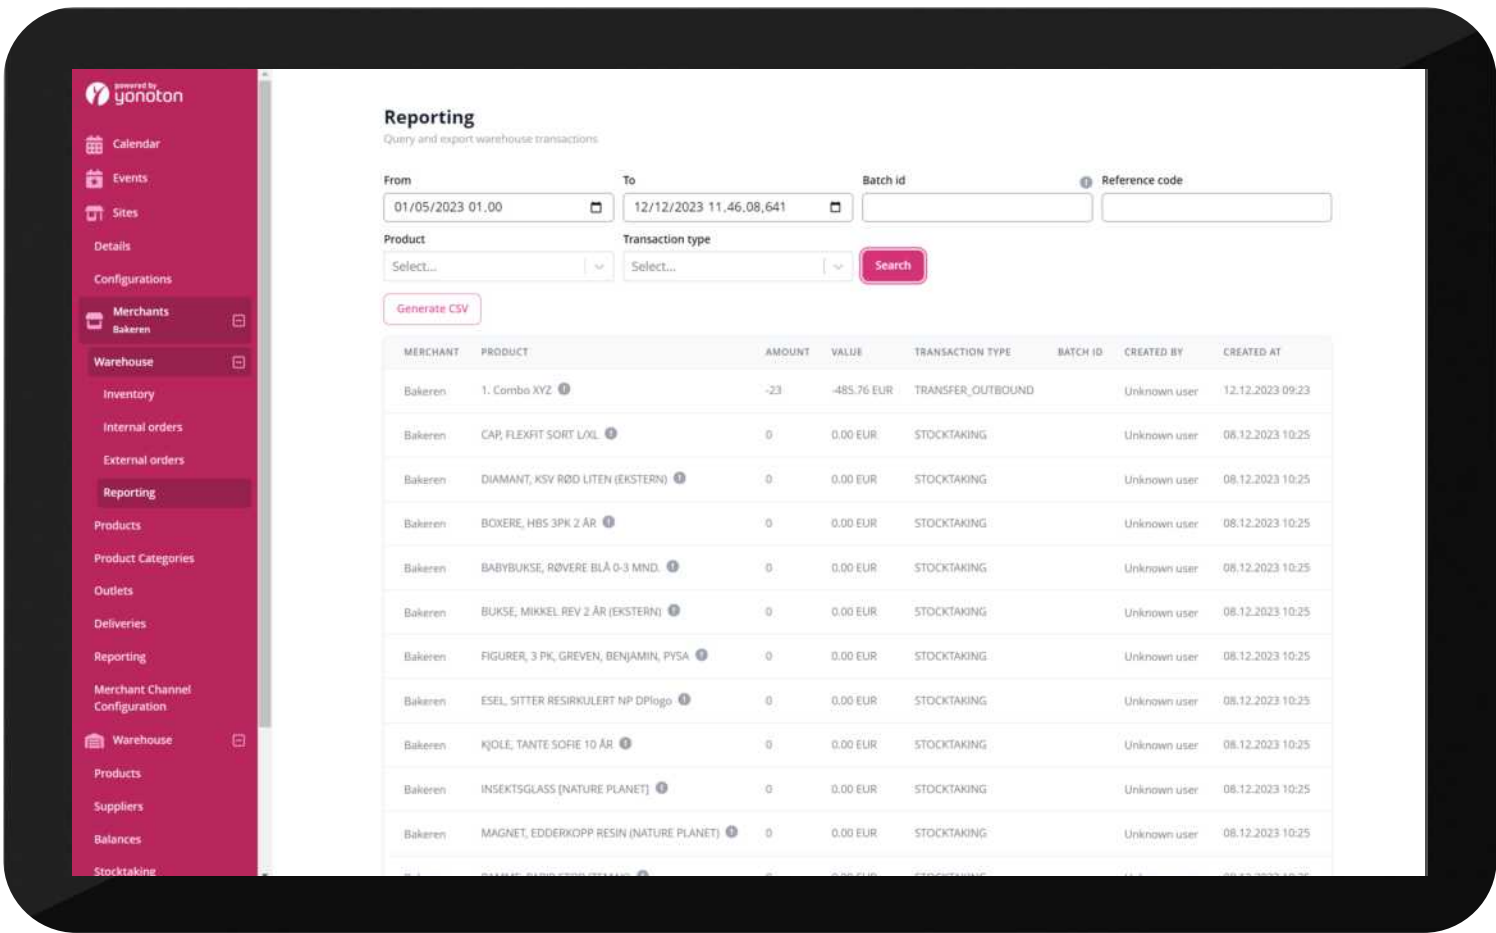 powered by
yonoton
Calendar
Events
Sites
Details
Configurations
Merchants
Bakeren
Warehouse
Inventory
Internal orders
External orders
Reporting
Products
Product Categories
Outlets
Deliveries
Reporting
Merchant Channel
Configuration
Warehouse
Products
Suppliers
Balances
Stocktaking
Reporting
Query and export warehouse transactions
From To Batch id Reference code
01/05/2023 01.00 12/12/2023 11.46.08,641
Product Transaction type
Select... Select... Search
Generate CSV
MERCHANT PRODUCT AMOUNT VALUE TRANSACTION TYPE BATCH ID CREATED BY CREATED AT
Bakeren 1. Combo XYZ -23 -485.76 EUR TRANSFER_OUTBOUND Unknown user 12.12.2023 09:23
Bakeren CAP, FLEXFIT SORT L/XL 0 0.00 EUR STOCKTAKING Unknown user 08.12.2023 10:25
Bakeren DIAMANT, KSV RØD LITEN (EKSTERN) 0 0.00 EUR STOCKTAKING Unknown user 08.12.2023 10:25
Bakeren BOXERE, HBS 3PK 2 ÅR 0 0.00 EUR STOCKTAKING Unknown user 08.12.2023 10:25
Bakeren BABYBUKSE, RØVERE BLÅ 0-3 MND. 0 0.00 EUR STOCKTAKING Unknown user 08.12.2023 10:25
Bakeren BUKSE, MIKKEL REV 2 ÅR (EKSTERN) 0 0.00 EUR STOCKTAKING Unknown user 08.12.2023 10:25
Bakeren FIGURER, 3 PK, GREVEN, BENJAMIN, PYSA 0 0.00 EUR STOCKTAKING Unknown user 08.12.2023 10:25
Bakeren ESEL, SITTER RESIRKULERT NP DPlogo 0 0.00 EUR STOCKTAKING Unknown user 08.12.2023 10:25
Bakeren KJOLE, TANTE SOFIE 10 ÅR 0 0.00 EUR STOCKTAKING Unknown user 08.12.2023 10:25
Bakeren INSEKTSGLASS [NATURE PLANET] 0 0.00 EUR STOCKTAKING Unknown user 08.12.2023 10:25
Bakeren MAGNET, EDDERKOPP RESIN (NATURE PLANET) 0 0.00 EUR STOCKTAKING Unknown user 08.12.2023 10:25